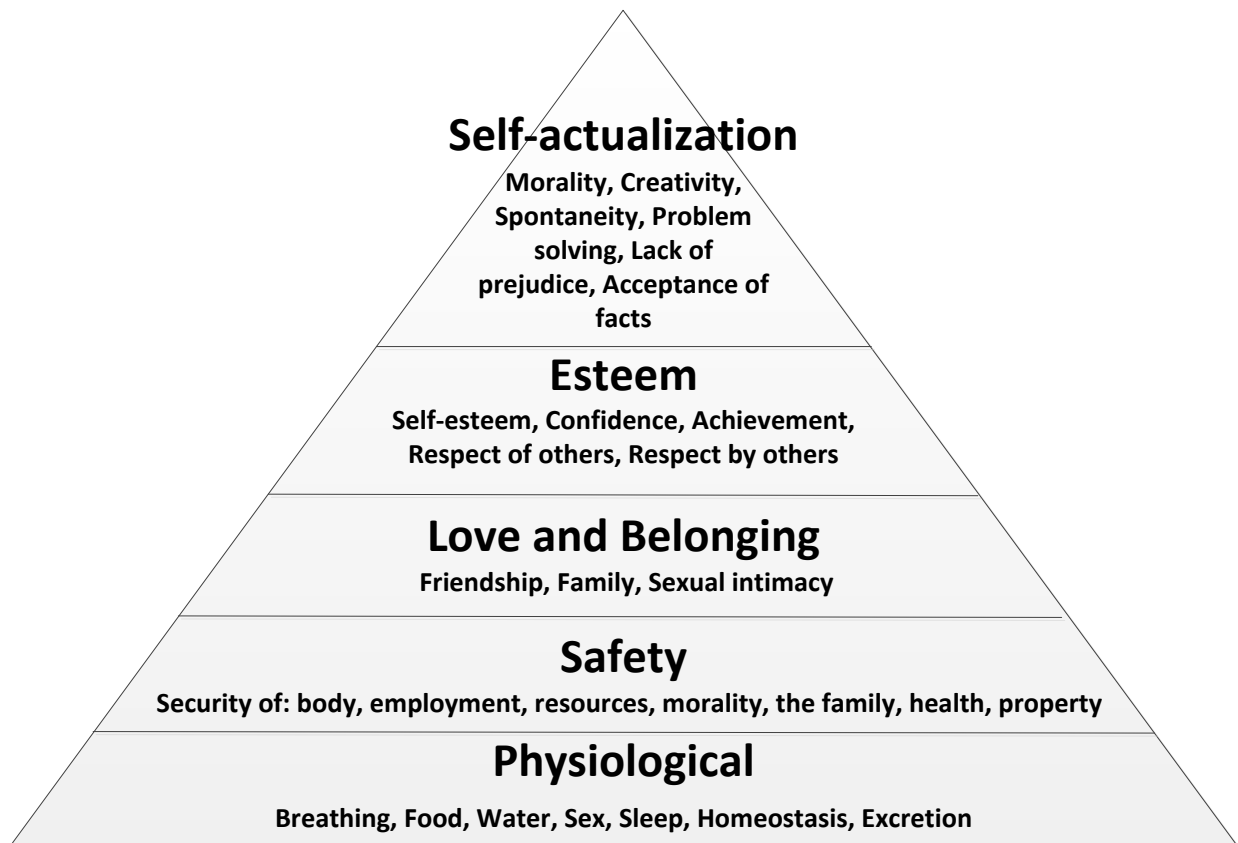 Self-actualization
Morality, Creativity,
Spontaneity, Problem
solving, Lack of
prejudice, Acceptance of
facts
Esteem
Self-esteem, Confidence, Achievement,
Respect of others, Respect by others
Love and Belonging
Friendship, Family, Sexual intimacy
Safety
Security of: body, employment, resources, morality, the family, health, property
Physiological
Breathing, Food, Water, Sex, Sleep, Homeostasis, Excretion